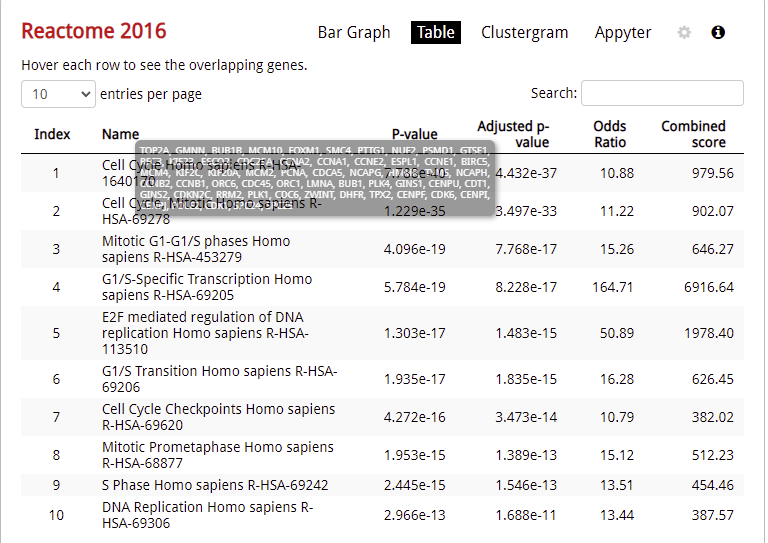 Reactome 2016
Bar Graph Table Clustergram Appyter
Hover each row to see the overlapping genes.
10 entries per page Search:
Index Name P-value Adjusted p-value Odds Ratio Combined score
TOP2A, GMNN, BUB1B, MCM10, FOXM1, SMC4, PTTG1, NUF2, PSMD1, GTSE1,
CCNA2, CCNA1, CCNE2, ESPL1, CCNE1, BIRC5,
MCM4, KIF2C, KIF20A, MCM2, PCNA, CDCA5, NCAPG, NCAPH,
CCNB2, CCNB1, ORC6, CDC45, ORC1, LMNA, BUB1, PLK4, GINS1, CENPU, CDT1,
GINS2, CDKN2C, RRM2, PLK1, CDC6, ZWINT, DHFR, TPX2, CENPF, CDK6, CENPI,
1 Cell Cycle Homo sapiens R-HSA-
1640170 4.432e-37 10.88 979.56
2 Cell Cycle, Mitotic Homo sapiens R-
HSA-69278 1.229e-35 3.497e-33 11.22 902.07
3 Mitotic G1-G1/S phases Homo
sapiens R-HSA-453279 4.096e-19 7.768e-17 15.26 646.27
4 G1/S-Specific Transcription Homo
sapiens R-HSA-69205 5.784e-19 8.228e-17 164.71 6916.64
5 E2F mediated regulation of DNA
replication Homo sapiens R-HSA-
113510 1.303e-17 1.483e-15 50.89 1978.40
6 G1/S Transition Homo sapiens R-HSA-
69206 1.935e-17 1.835e-15 16.28 626.45
7 Cell Cycle Checkpoints Homo sapiens
R-HSA-69620 4.272e-16 3.473e-14 10.79 382.02
8 Mitotic Prometaphase Homo sapiens
R-HSA-68877 1.953e-15 1.389e-13 15.12 512.23
9 S Phase Homo sapiens R-HSA-69242 2.445e-15 1.546e-13 13.51 454.46
10 DNA Replication Homo sapiens R-
HSA-69306 2.966e-13 1.688e-11 13.44 387.57